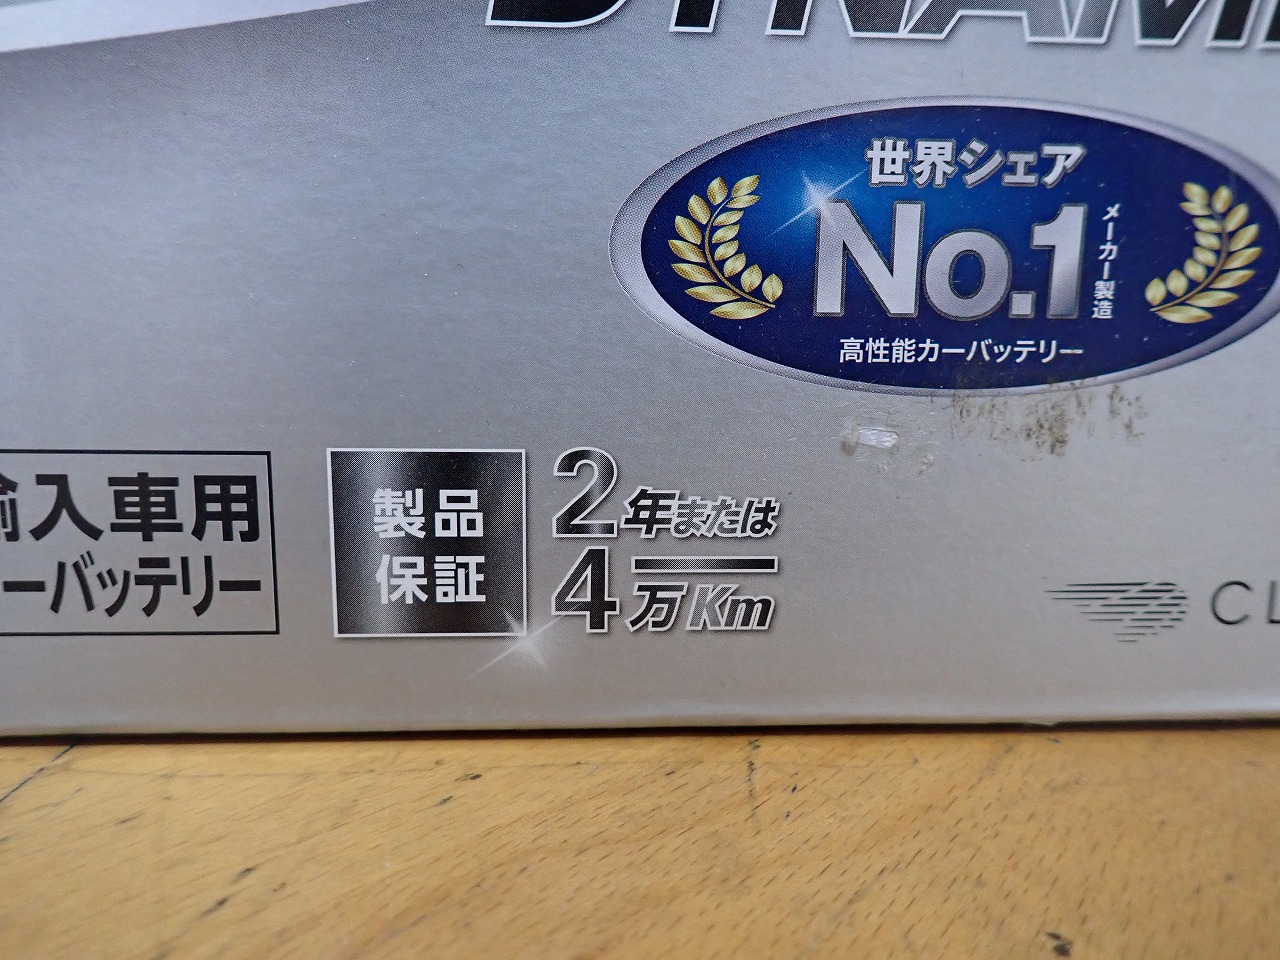 世界シェア
No.1
メーカー製造
高性能カーバッテリー
入車用
ーバッテリー
製品
保証
2年または
4万Km